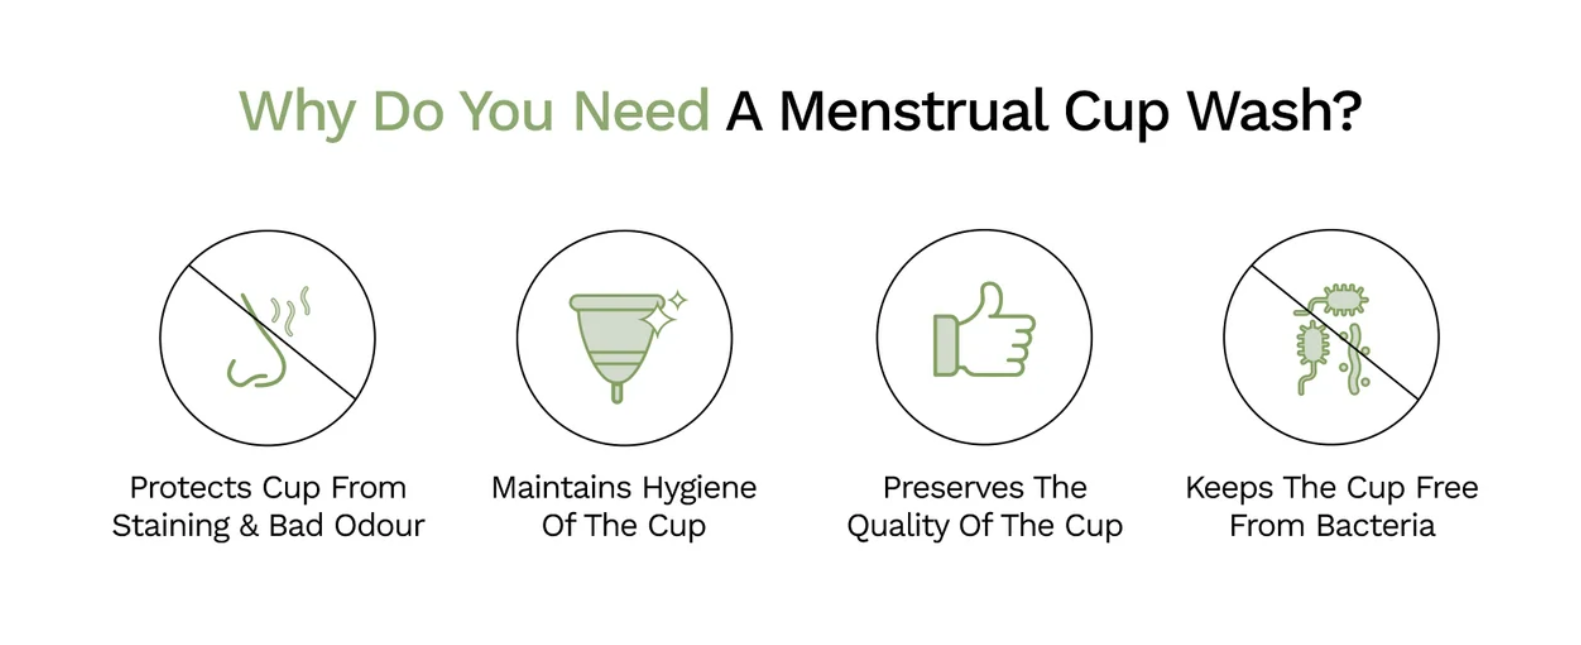 Why Do You Need A Menstrual Cup Wash?
Protects Cup From
Staining & Bad Odour
Maintains Hygiene
Of The Cup
Preserves The
Quality Of The Cup
Keeps The Cup Free
From Bacteria